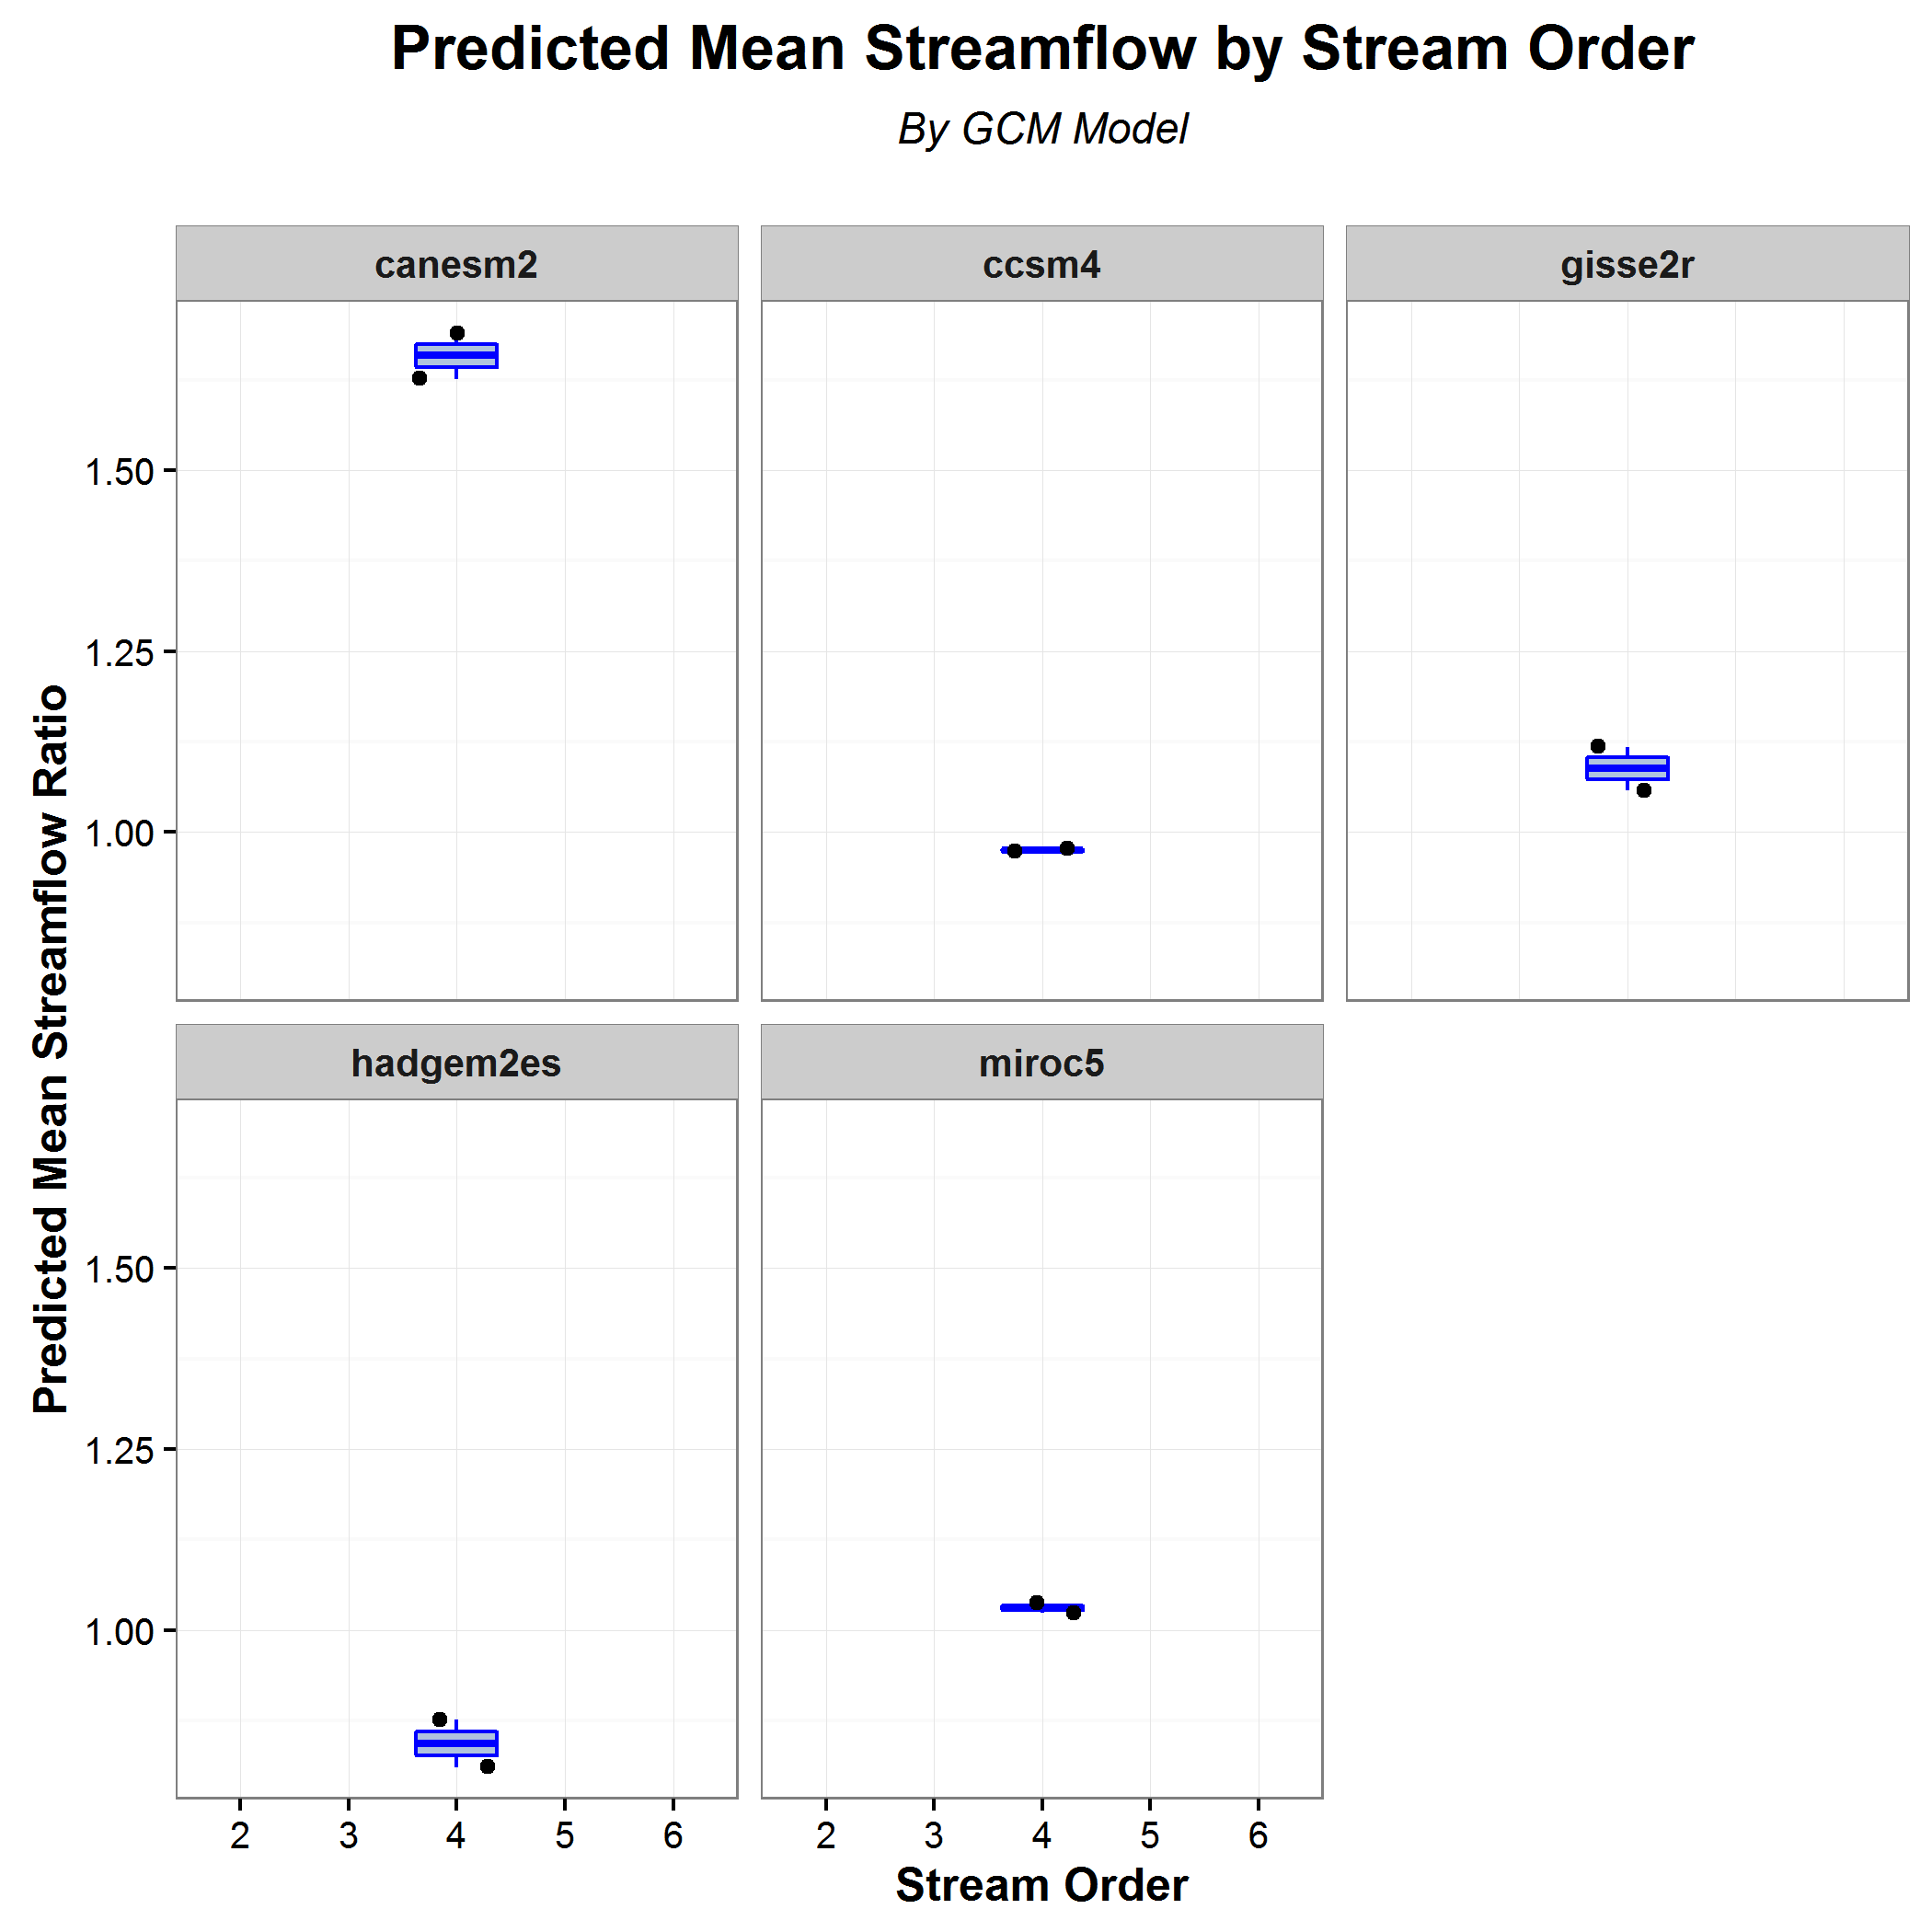 Predicted Mean Streamflow by Stream Order
By GCM Model
canesm2
ccsm4
gisse2r
1.50
1.25
1.00
Predicted Mean Streamflow Ratio
hadgem2es
miroc5
1.50
1.25
1.00
2 3 4 5 6
2 3 4 5 6
Stream Order